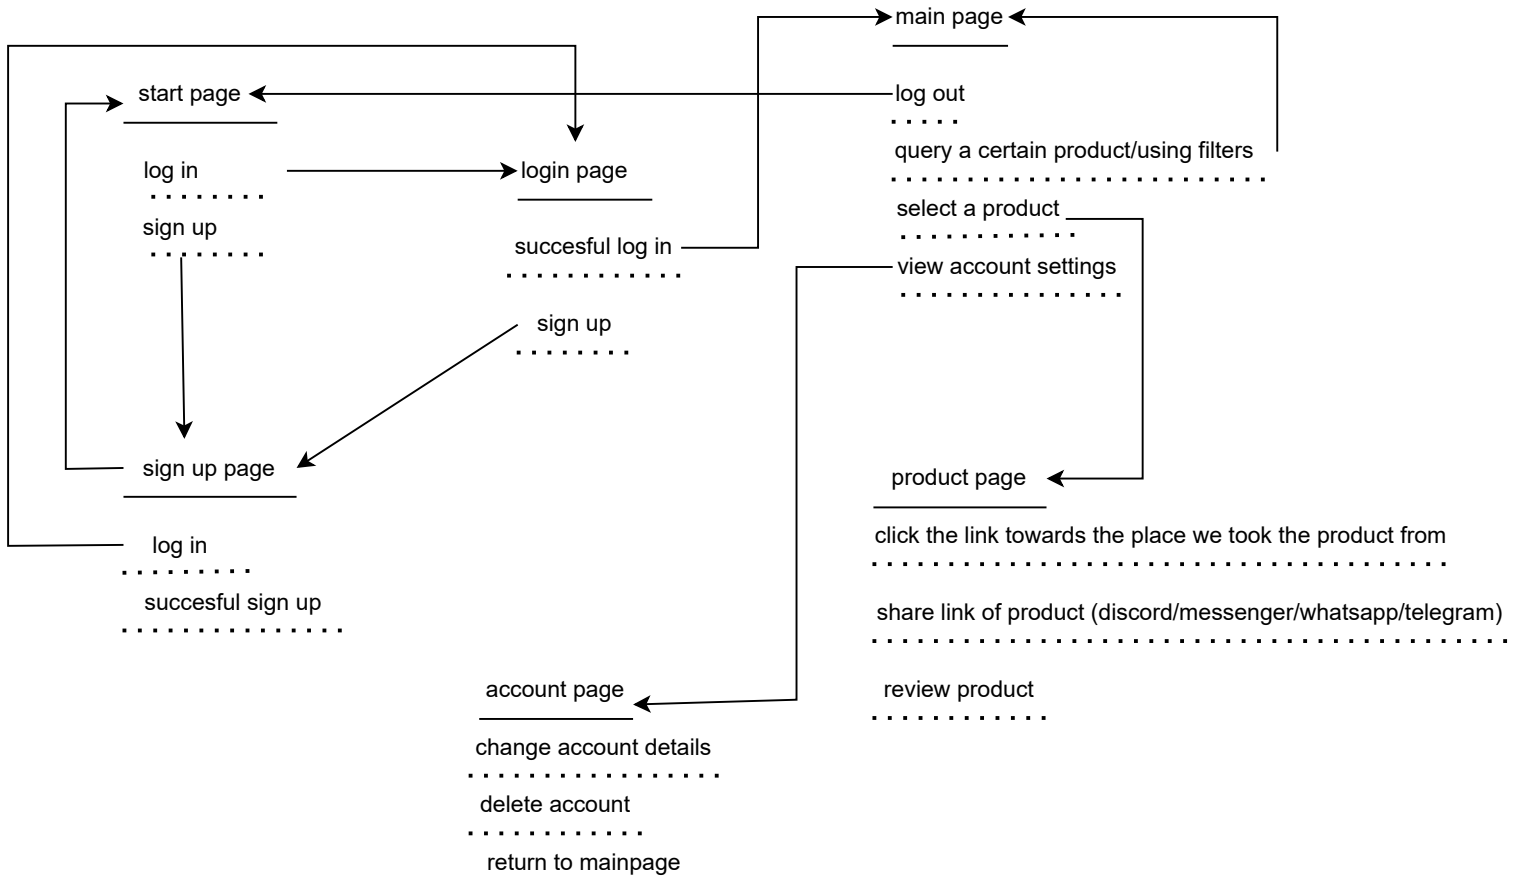 main page
start page
log out
log in
login page
query a certain product/using filters
sign up
select a product
succesful log in
view account settings
sign up
sign up page
product page
log in
click the link towards the place we took the product from
succesful sign up
share link of product (discord/messenger/whatsapp/telegram)
account page
review product
change account details
delete account
return to mainpage